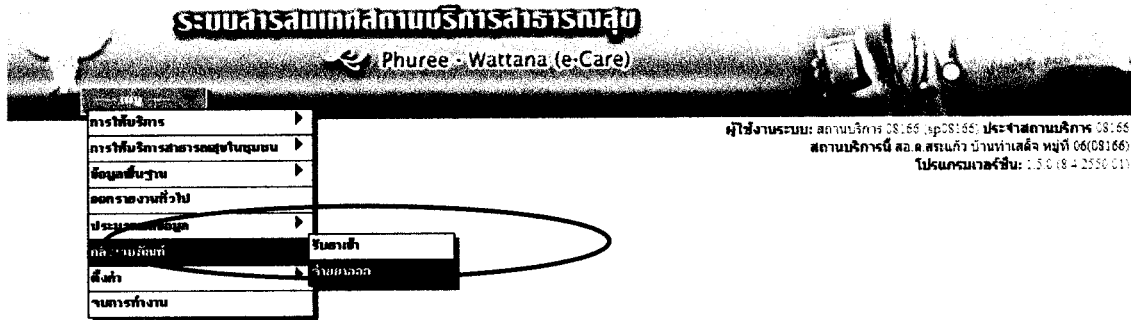 ระบบสารสนเทศสถานบริการสาธารณสุข
Phuree - Wattana (e-Care)
เมนู
การให้บริการ
การให้บริการสาธารณสุขในชุมชน
ข้อมูลพื้นฐาน
ออกรายงานทั่วไป
ประมวลผลข้อมูล
คลังเวชภัณฑ์
รับยาเข้า
จ่ายยาออก
ตั้งค่า
จบการทำงาน
ผู้ใช้งานระบบ: สถานบริการ 08166 (sp08166) ประจำสถานบริการ 08166
สถานบริการนี้ สอ.ต.สระแก้ว บ้านท่าเสด็จ หมู่ที่ 06(08166)
โปรแกรมเวอร์ชั่น: 1.5.0 (8-4-2550 01)